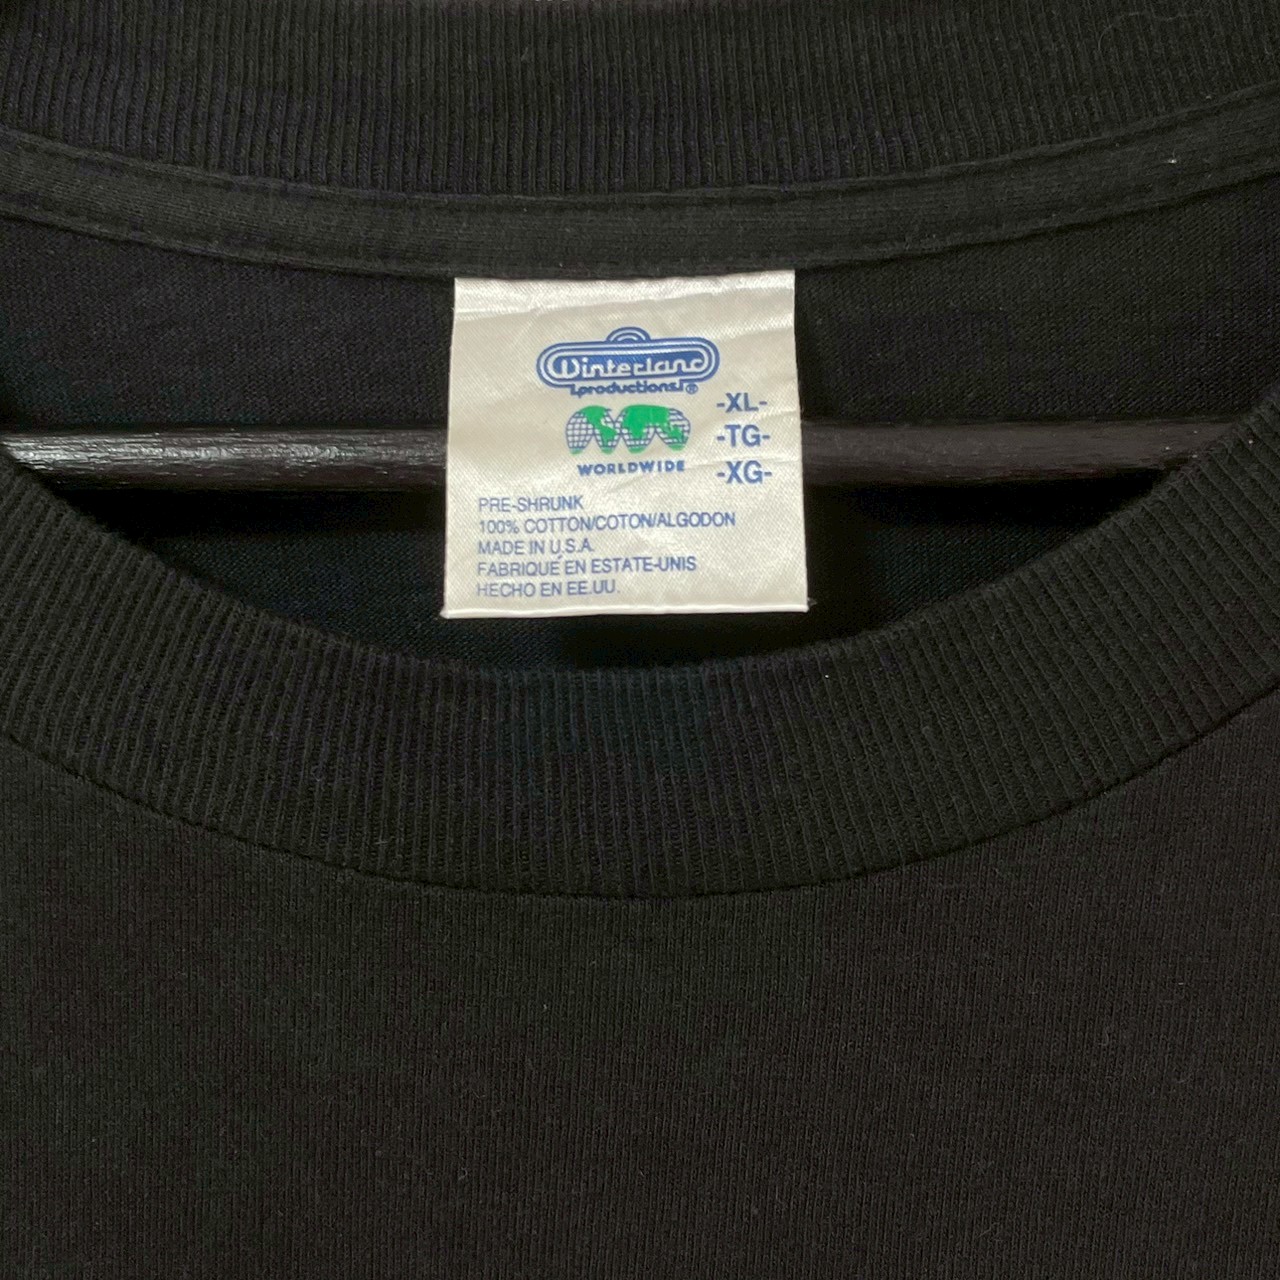 Winterland
productions ®
-XL-
-TG-
-XG-
WORLDWIDE
PRE-SHRUNK
100% COTTON/COTON/ALGODON
MADE IN U.S.A.
FABRIQUÉ EN ESTATE-UNIS
HECHO EN EE.UU.